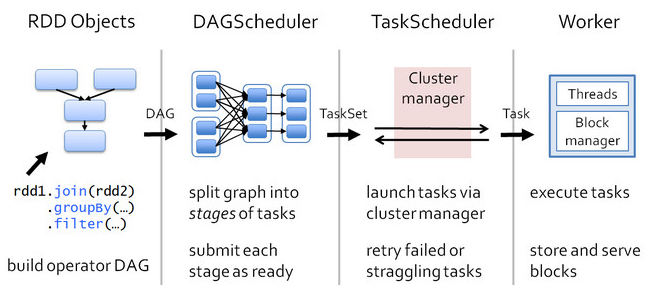 RDD Objects
DAGScheduler
TaskScheduler
Worker
DAG
TaskSet
Cluster
manager
Task
Threads
Block
manager
rdd1.join(rdd2)
.groupBy(…)
.filter(…)
build operator DAG
split graph into
stages of tasks
submit each
stage as ready
launch tasks via
cluster manager
retry failed or
straggling tasks
execute tasks
store and serve
blocks